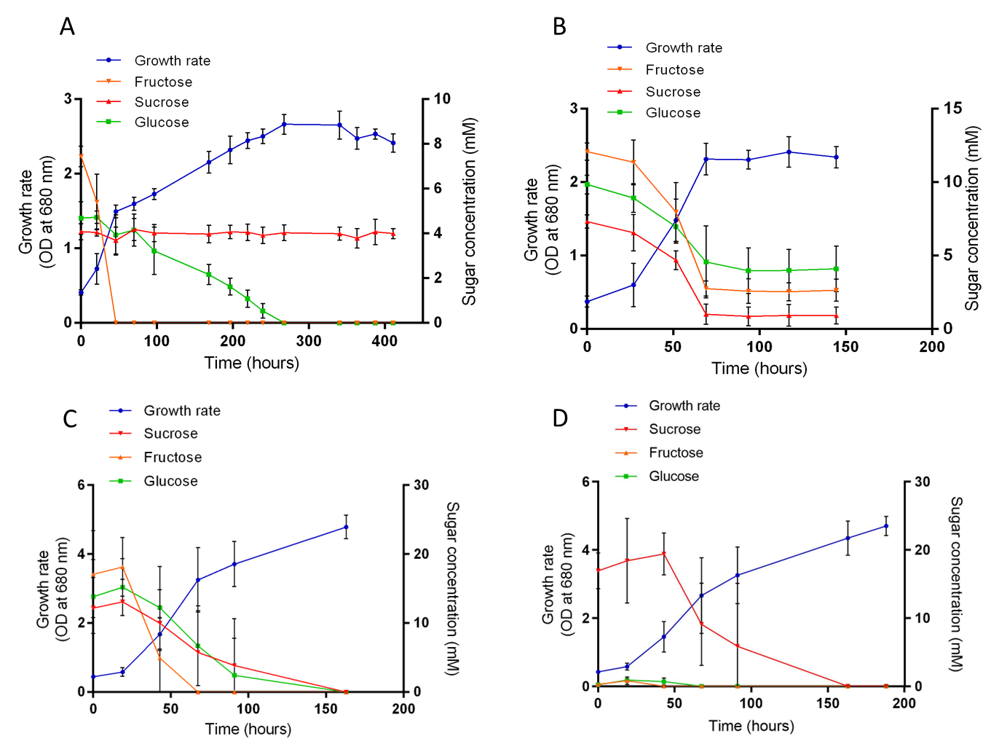 A
Growth rate
Fructose
Sucrose
Glucose
3
2
1
0
10
8
6
4
2
0
Growth rate
(OD at 680 nm)
Sugar concentration (mM)
0
100
200
300
400
Time (hours)
B
Growth rate
Fructose
Sucrose
Glucose
3
2
1
0
15
10
5
0
Growth rate
(OD at 680 nm)
Sugar concentration (mM)
0
50
100
150
200
Time (hours)
C
Growth rate
Sucrose
Fructose
Glucose
6
4
2
0
30
20
10
0
Growth rate
(OD at 680 nm)
Sugar concentration (mM)
0
50
100
150
200
Time (hours)
D
Growth rate
Sucrose
Fructose
Glucose
6
4
2
0
30
20
10
0
Growth rate
(OD at 680 nm)
Sugar concentration (mM)
0
50
100
150
200
Time (hours)